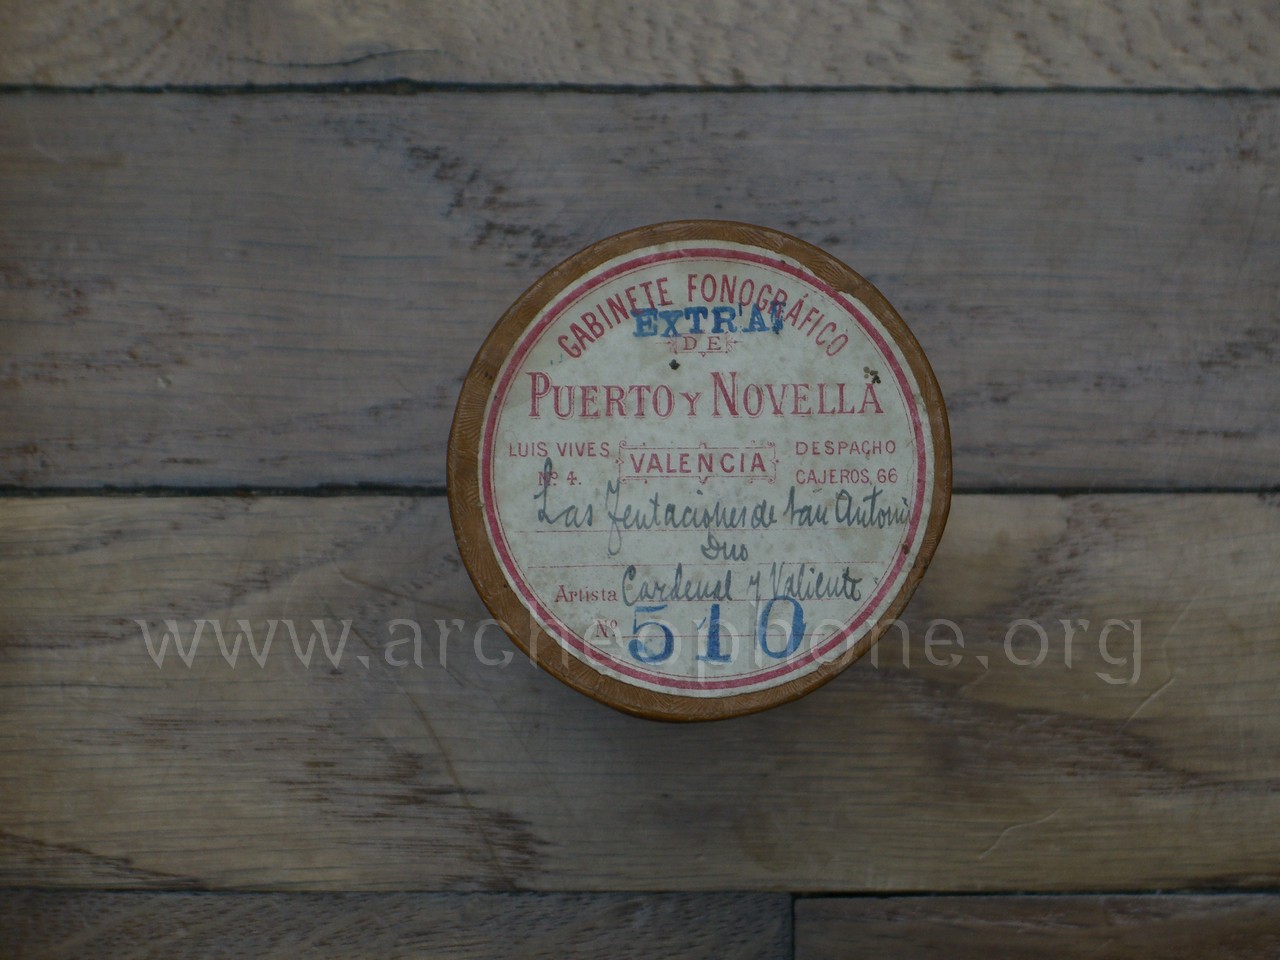 GABINETE FONOGRÁFICO
EXTRA
DE
PUERTO Y NOVELLA
LUIS VIVES
Nº 4.
VALENCIA
DESPACHO
CAJEROS, 66
Las Tentaciones de San Antonio
Duo
Artista Cardenal y Valiente
Nº 510
www.archeophone.org